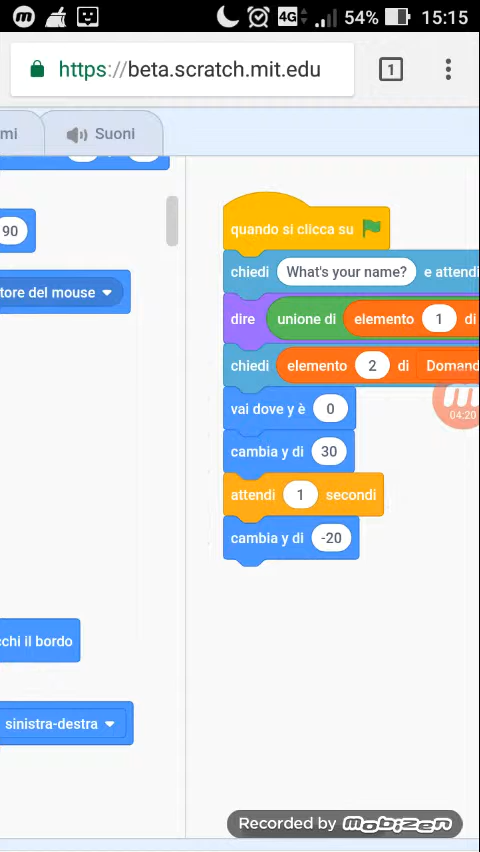 4G 54% 15:15
https://beta.scratch.mit.edu 1
mi Suoni
90
quando si clicca su
chiedi What's your name? e attendi
tore del mouse
dire unione di elemento 1 di
chiedi elemento 2 di Domand
04:20
vai dove y è 0
cambia y di 30
attendi 1 secondi
cambia y di -20
cchi il bordo
sinistra-destra
Recorded by mobizen